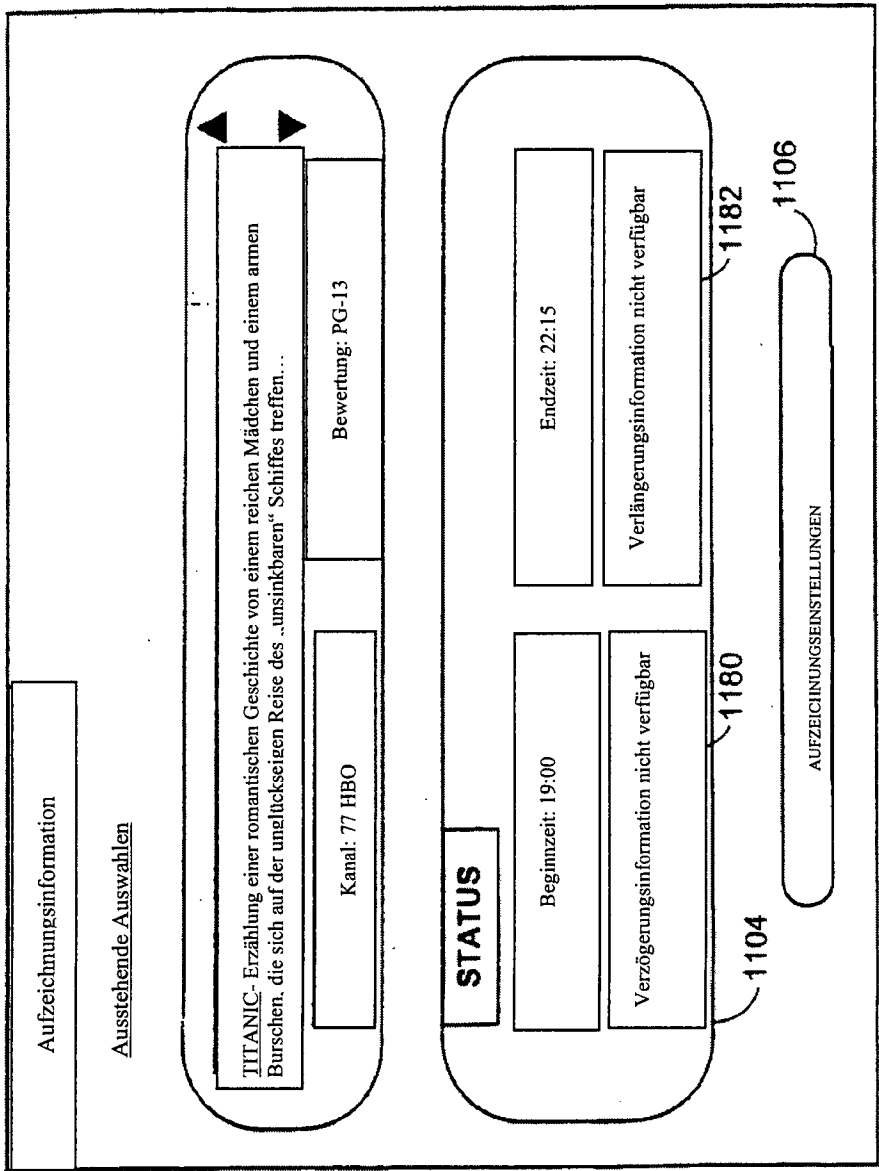 Aufzeichnungsinformation
Ausstehende Auswahlen
TITANIC- Erzählung einer romantischen Geschichte von einem reichen Mädchen und einem armen
Burschen, die sich auf der unglückseigen Reise des „unsinkbaren“ Schiffes treffen...
Kanal: 77 HBO
Bewertung: PG-13
STATUS
Beginnzeit: 19:00
Endzeit: 22:15
Verzögerungsinformation nicht verfügbar
Verlängerungsinformation nicht verfügbar
1104
1180
1182
AUFZEICHNUNGSEINSTELLUNGEN
1106